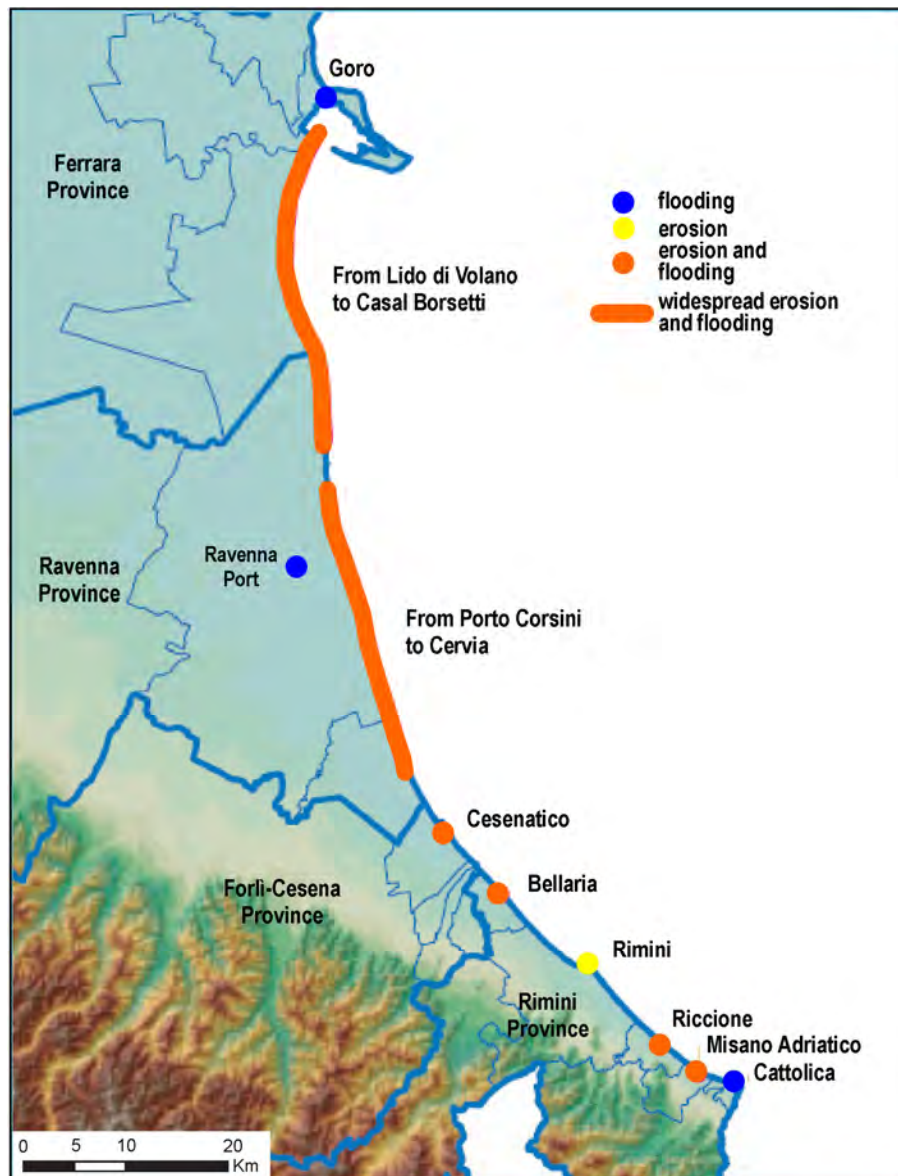 Goro
Ferrara
Province
flooding
erosion
erosion and
flooding
widespread erosion
and flooding
From Lido di Volano
to Casal Borsetti
Ravenna
Port
Ravenna
Province
From Porto Corsini
to Cervia
Cesenatico
Bellaria
Forlì-Cesena
Province
Rimini
Rimini
Province
Riccione
Misano Adriatico
Cattolica
0 5 10 20
Km